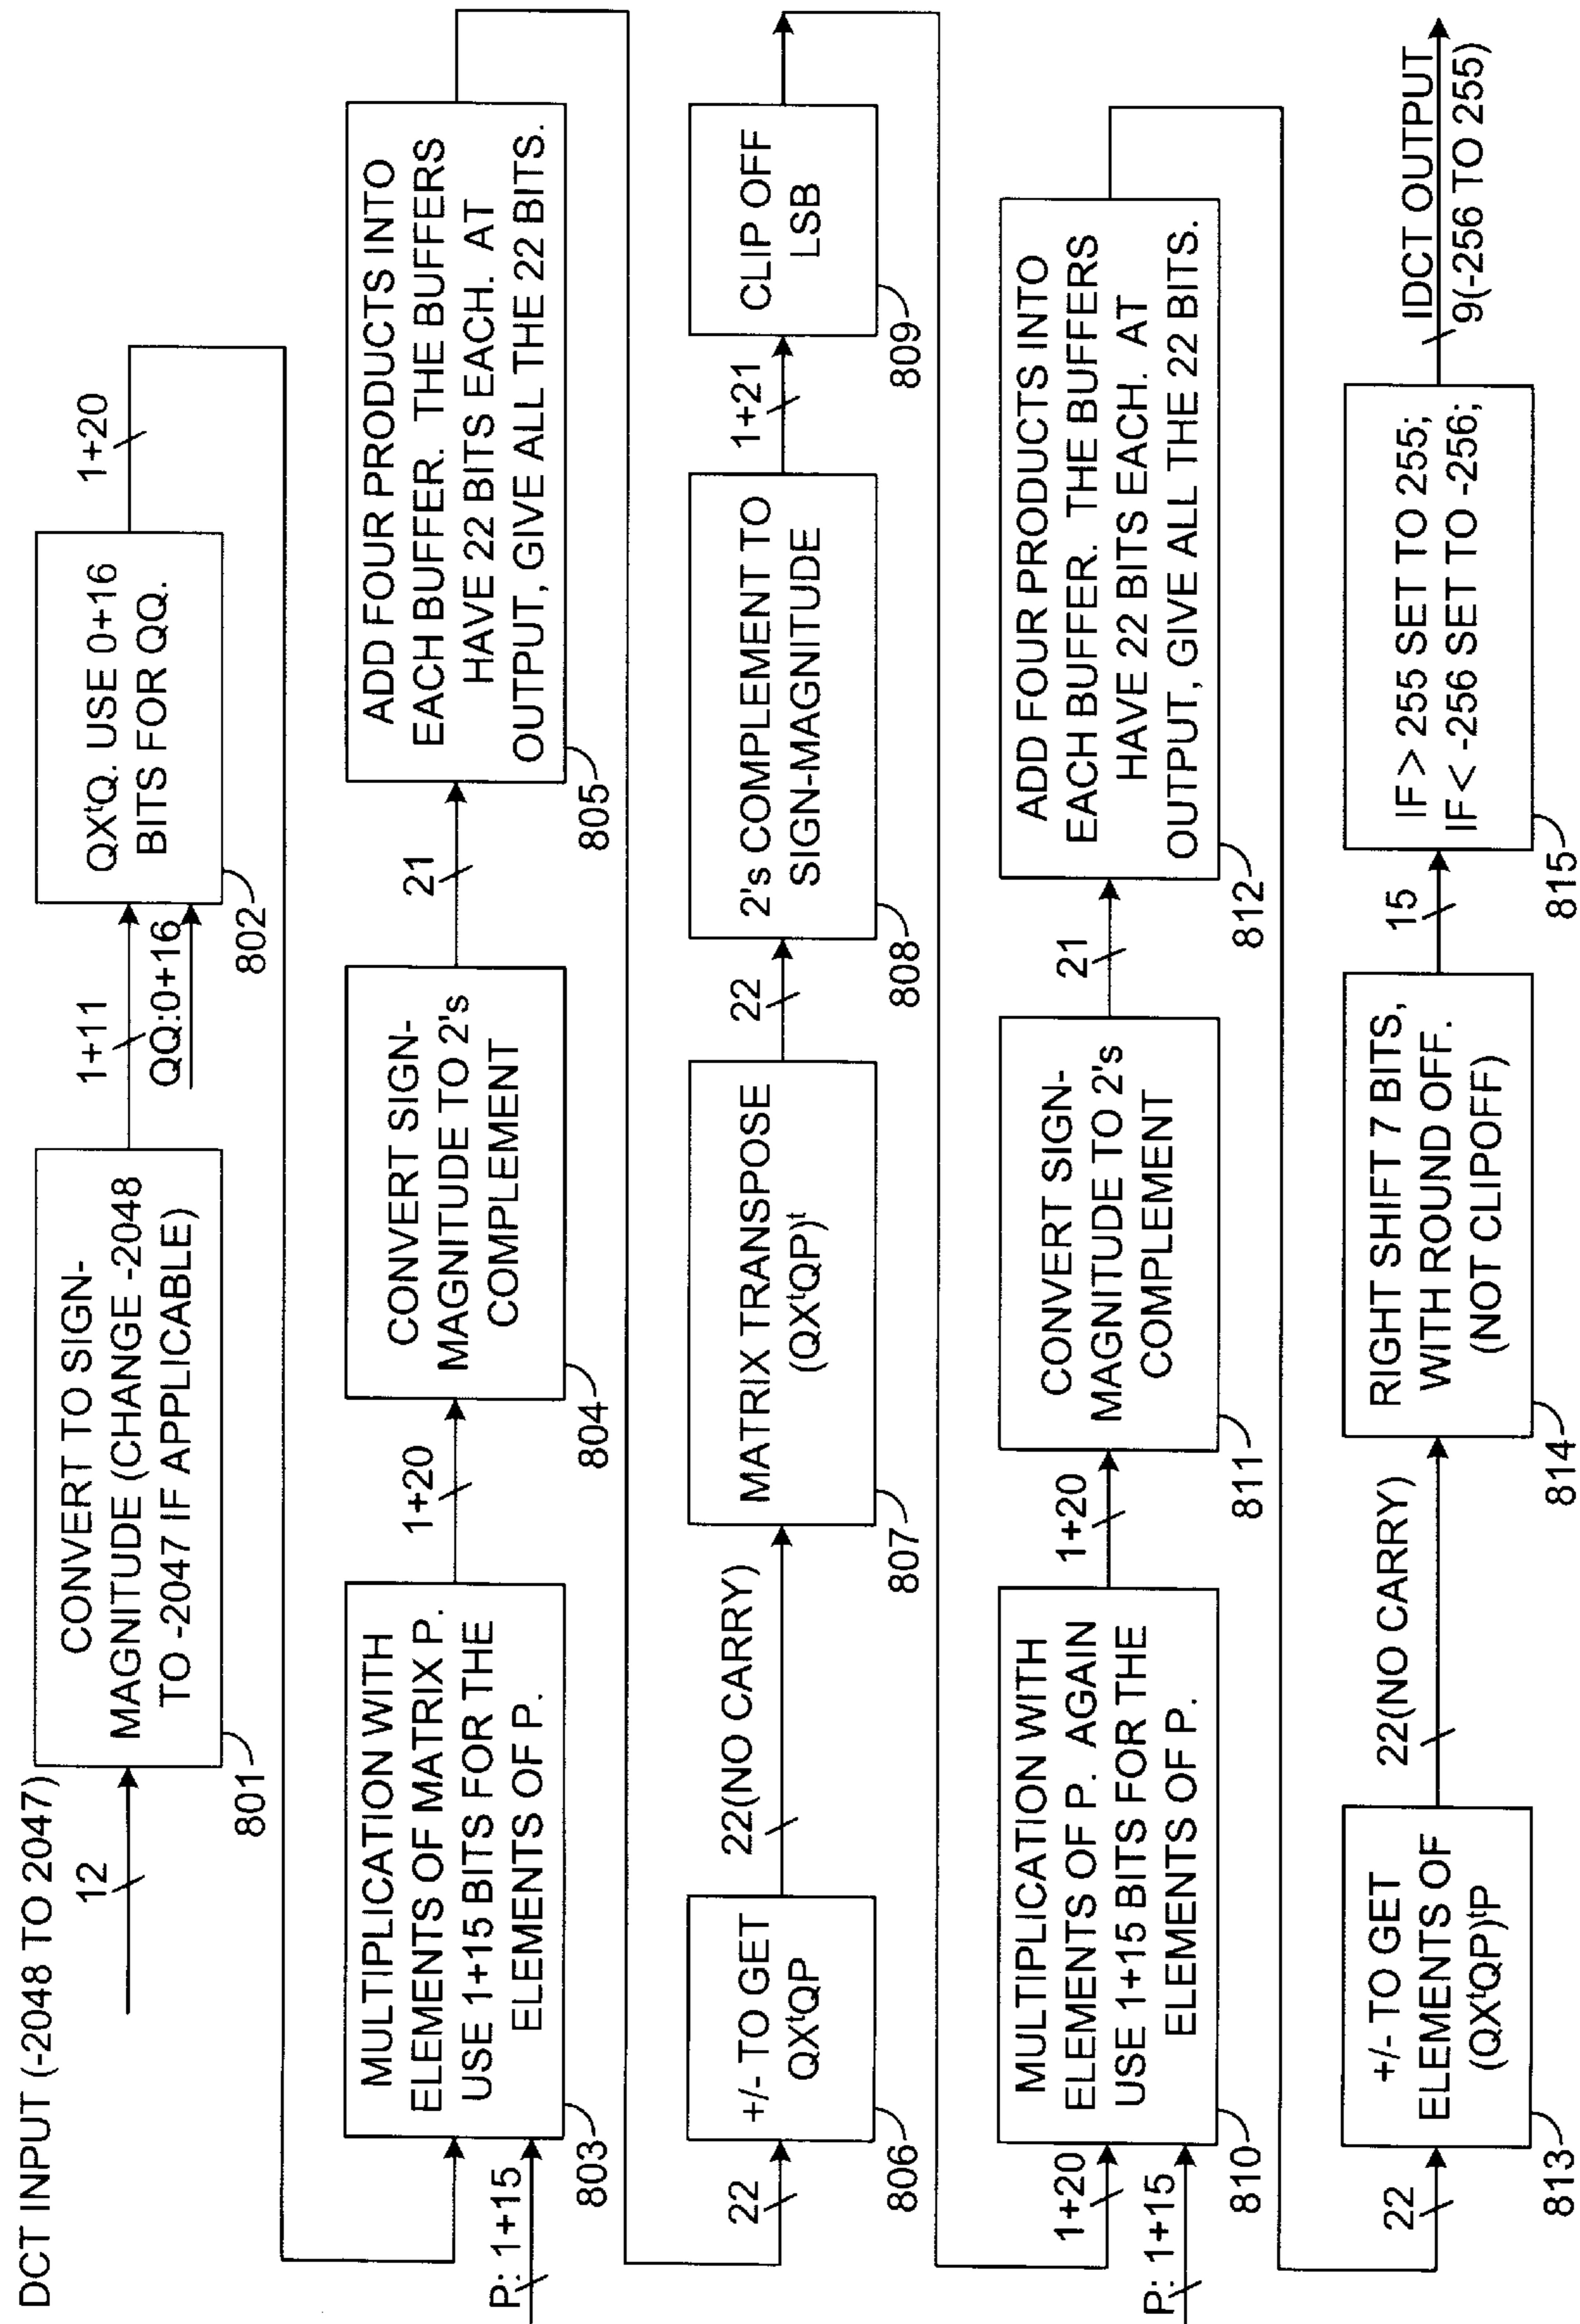 DCT INPUT (-2048 TO 2047)
12
CONVERT TO SIGN-
MAGNITUDE (CHANGE -2048
TO -2047 IF APPLICABLE)
801
1+11
QQ:0+16
QXᵗQ. USE 0+16
BITS FOR QQ.
802
1+20
P: 1+15
MULTIPLICATION WITH
ELEMENTS OF MATRIX P.
USE 1+15 BITS FOR THE
ELEMENTS OF P.
803
1+20
CONVERT SIGN-
MAGNITUDE TO 2's
COMPLEMENT
804
21
ADD FOUR PRODUCTS INTO
EACH BUFFER. THE BUFFERS
HAVE 22 BITS EACH. AT
OUTPUT, GIVE ALL THE 22 BITS.
805
22
+/- TO GET
QXᵗQP
806
22(NO CARRY)
MATRIX TRANSPOSE
(QXᵗQP)ᵗ
807
22
2's COMPLEMENT TO
SIGN-MAGNITUDE
808
1+21
CLIP OFF
LSB
809
1+20
P: 1+15
MULTIPLICATION WITH
ELEMENTS OF P. AGAIN
USE 1+15 BITS FOR THE
ELEMENTS OF P.
810
1+20
CONVERT SIGN-
MAGNITUDE TO 2's
COMPLEMENT
811
21
ADD FOUR PRODUCTS INTO
EACH BUFFER. THE BUFFERS
HAVE 22 BITS EACH. AT
OUTPUT, GIVE ALL THE 22 BITS.
812
22
+/- TO GET
ELEMENTS OF
(QXᵗQP)ᵗP
813
22(NO CARRY)
RIGHT SHIFT 7 BITS,
WITH ROUND OFF.
(NOT CLIPOFF)
814
15
IF > 255 SET TO 255;
IF < -256 SET TO -256;
815
IDCT OUTPUT
9(-256 TO 255)